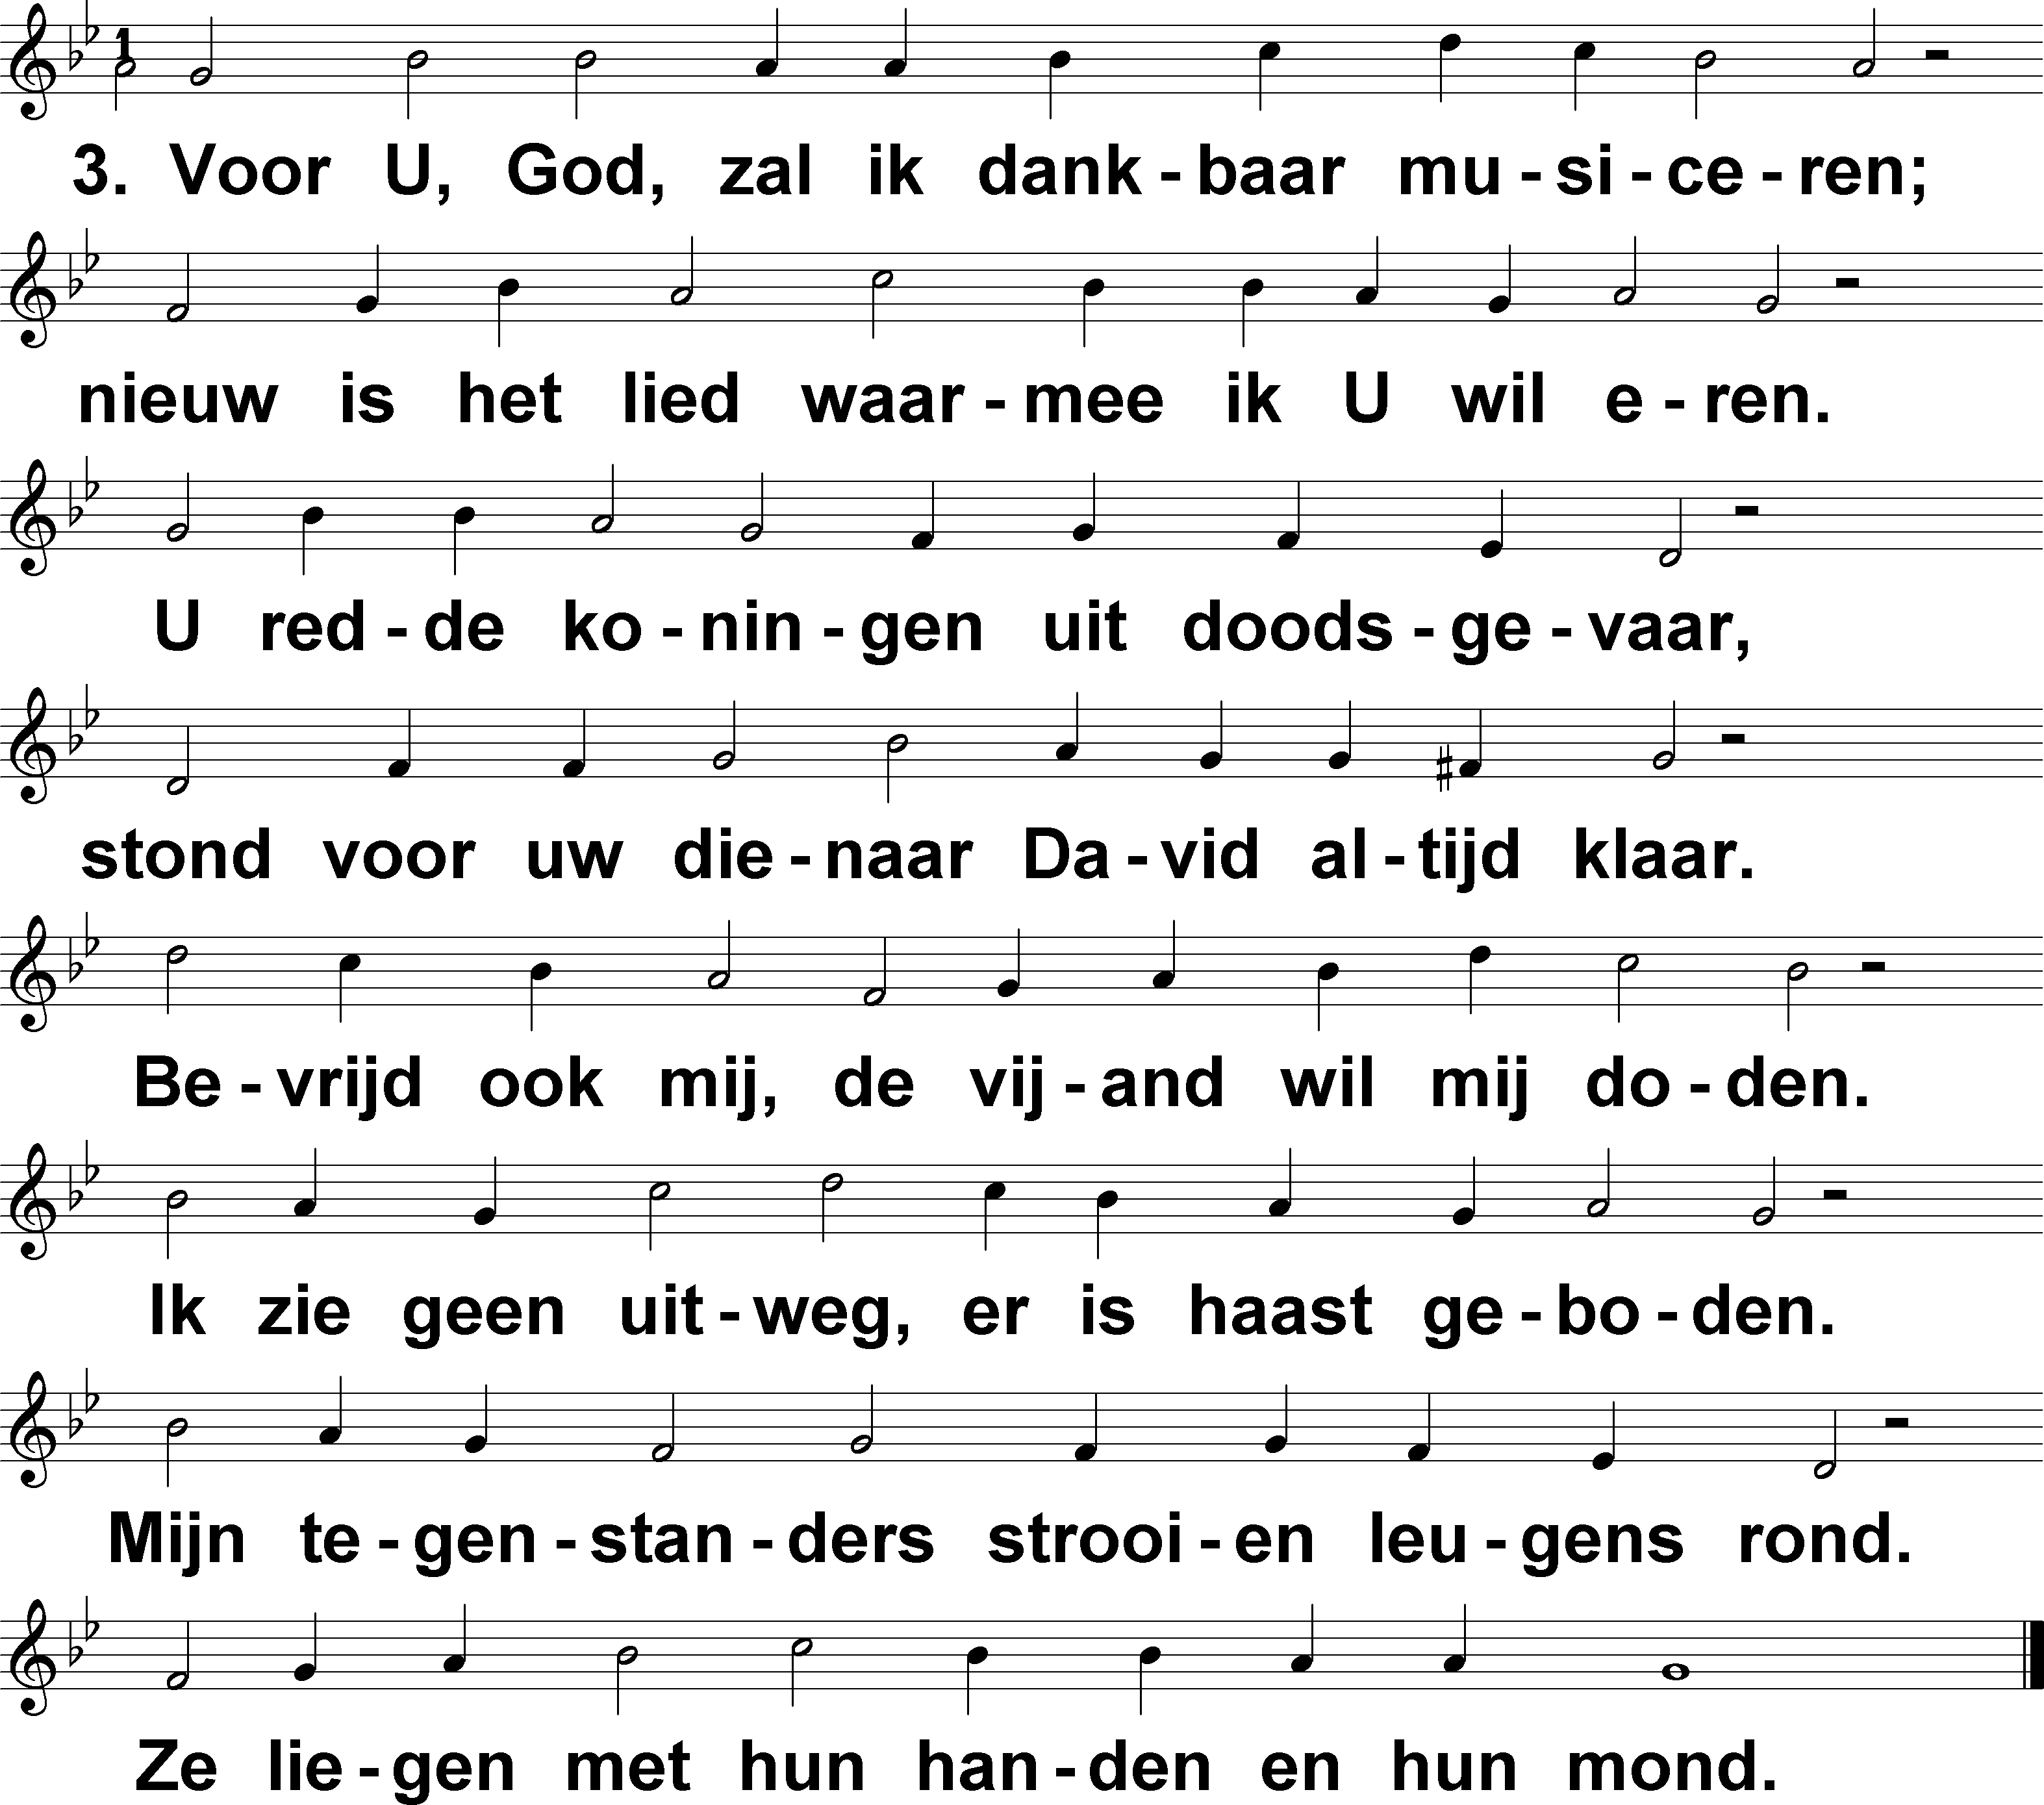 3. Voor U, God, zal ik dank - baar mu - si - ce - ren;
nieuw is het lied waar - mee ik U wil e - ren.
U red - de ko - nin - gen uit doods - ge - vaar,
stond voor uw die - naar Da - vid al - tijd klaar.
Be - vrijd ook mij, de vij - and wil mij do - den.
Ik zie geen uit - weg, er is haast ge - bo - den.
Mijn te - gen - stan - ders strooi - en leu - gens rond.
Ze lie - gen met hun han - den en hun mond.